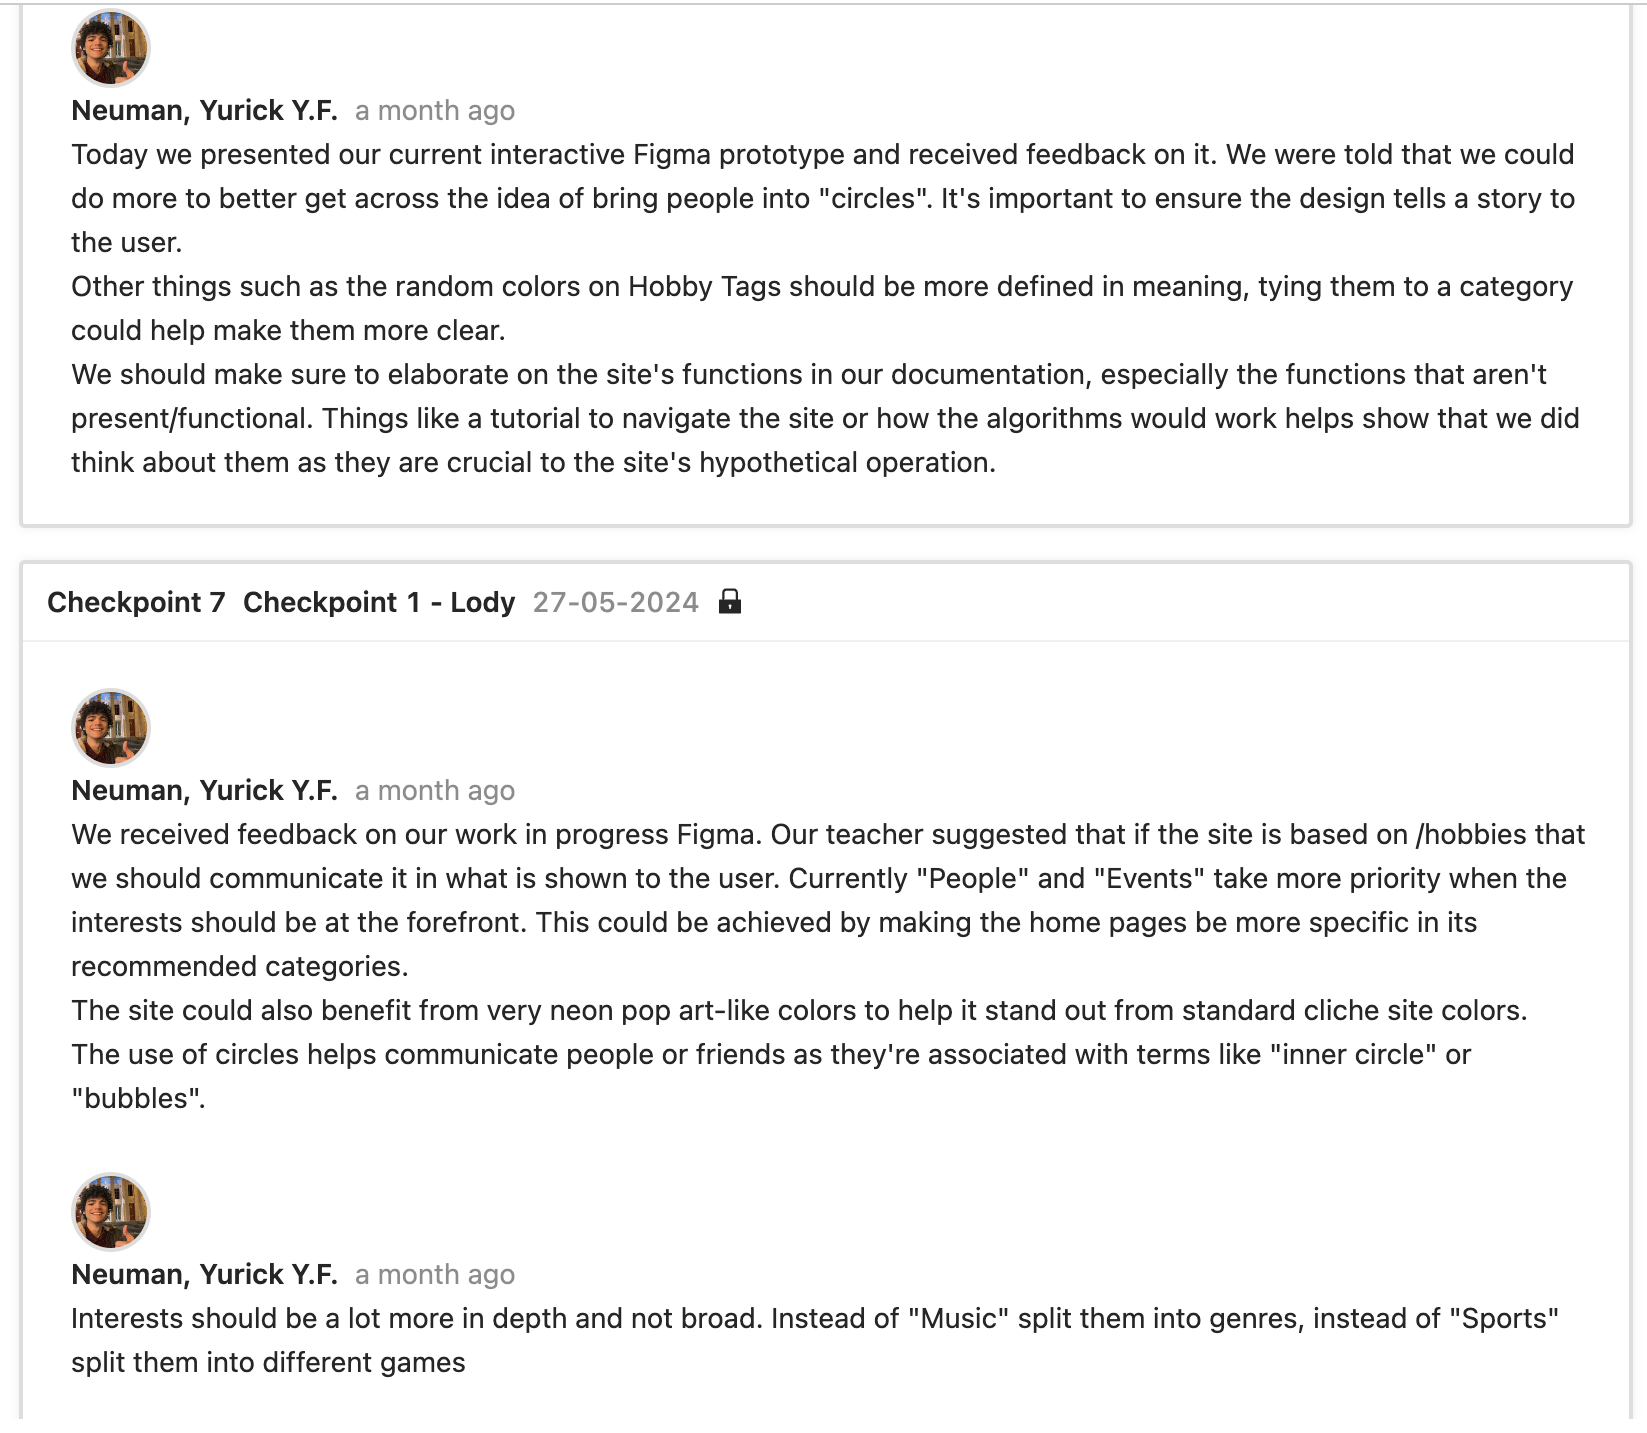 Neuman, Yurick Y.F. a month ago
Today we presented our current interactive Figma prototype and received feedback on it. We were told that we could
do more to better get across the idea of bring people into "circles". It's important to ensure the design tells a story to
the user.
Other things such as the random colors on Hobby Tags should be more defined in meaning, tying them to a category
could help make them more clear.
We should make sure to elaborate on the site's functions in our documentation, especially the functions that aren't
present/functional. Things like a tutorial to navigate the site or how the algorithms would work helps show that we did
think about them as they are crucial to the site's hypothetical operation.
Checkpoint 7 Checkpoint 1 - Lody 27-05-2024
Neuman, Yurick Y.F. a month ago
We received feedback on our work in progress Figma. Our teacher suggested that if the site is based on /hobbies that
we should communicate it in what is shown to the user. Currently "People" and "Events" take more priority when the
interests should be at the forefront. This could be achieved by making the home pages be more specific in its
recommended categories.
The site could also benefit from very neon pop art-like colors to help it stand out from standard cliche site colors.
The use of circles helps communicate people or friends as they're associated with terms like "inner circle" or
"bubbles".
Neuman, Yurick Y.F. a month ago
Interests should be a lot more in depth and not broad. Instead of "Music" split them into genres, instead of "Sports"
split them into different games